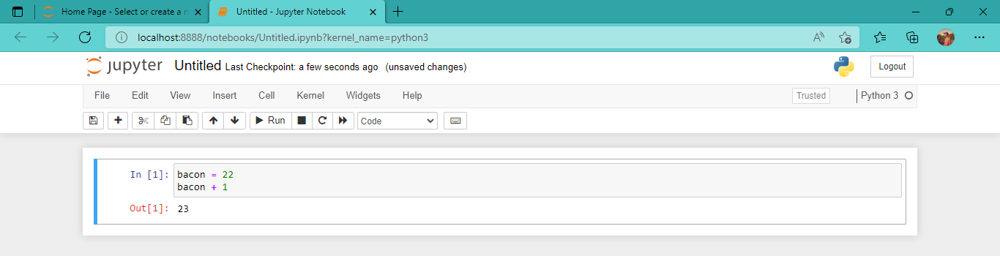 Home Page - Select or create a n
Untitled - Jupyter Notebook
localhost:8888/notebooks/Untitled.ipynb?kernel_name=python3
jupyter Untitled Last Checkpoint: a few seconds ago (unsaved changes)
Logout
File Edit View Insert Cell Kernel Widgets Help
Trusted
Python 3
Run
Code
In [1]: bacon = 22
bacon + 1
Out[1]: 23